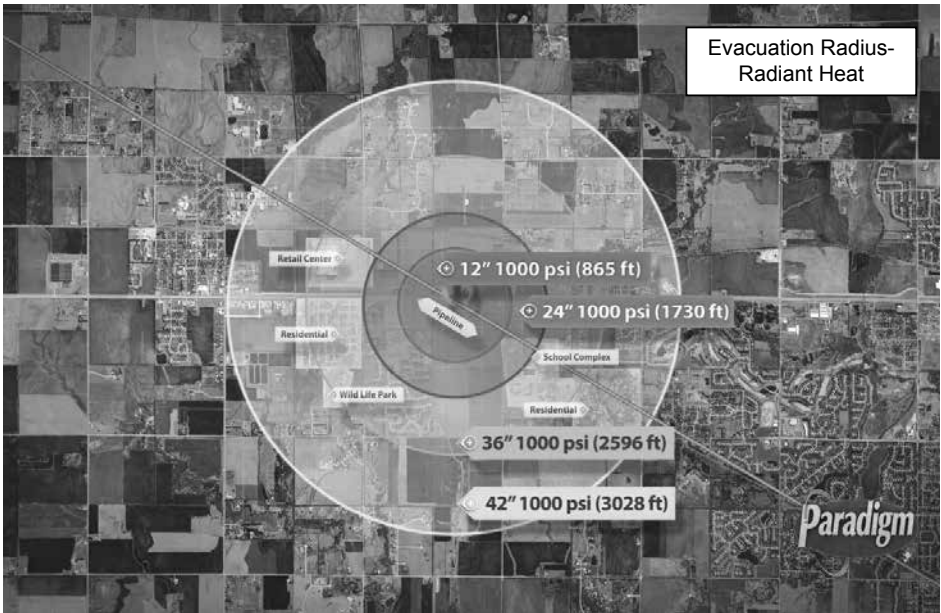 Evacuation Radius-
Radiant Heat
Retail Center
12" 1000 psi (865 ft)
Pipeline
24" 1000 psi (1730 ft)
Residential
School Complex
Wild Life Park
Residential
36" 1000 psi (2596 ft)
42" 1000 psi (3028 ft)
Paradigm